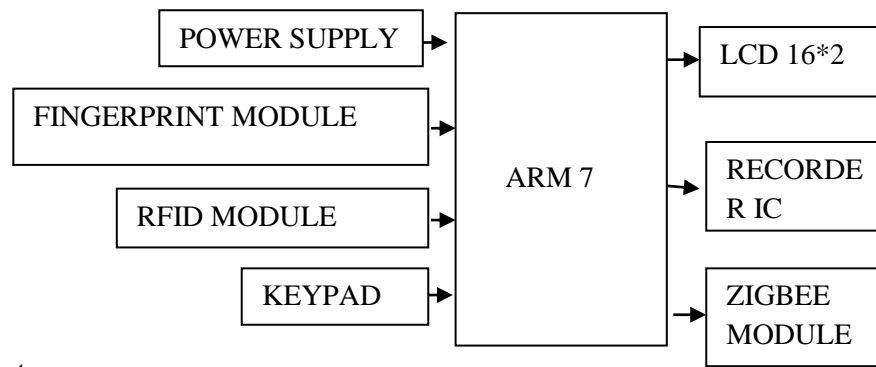 POWER SUPPLY
FINGERPRINT MODULE
RFID MODULE
KEYPAD
ARM 7
LCD 16*2
RECORDE
R IC
ZIGBEE
MODULE